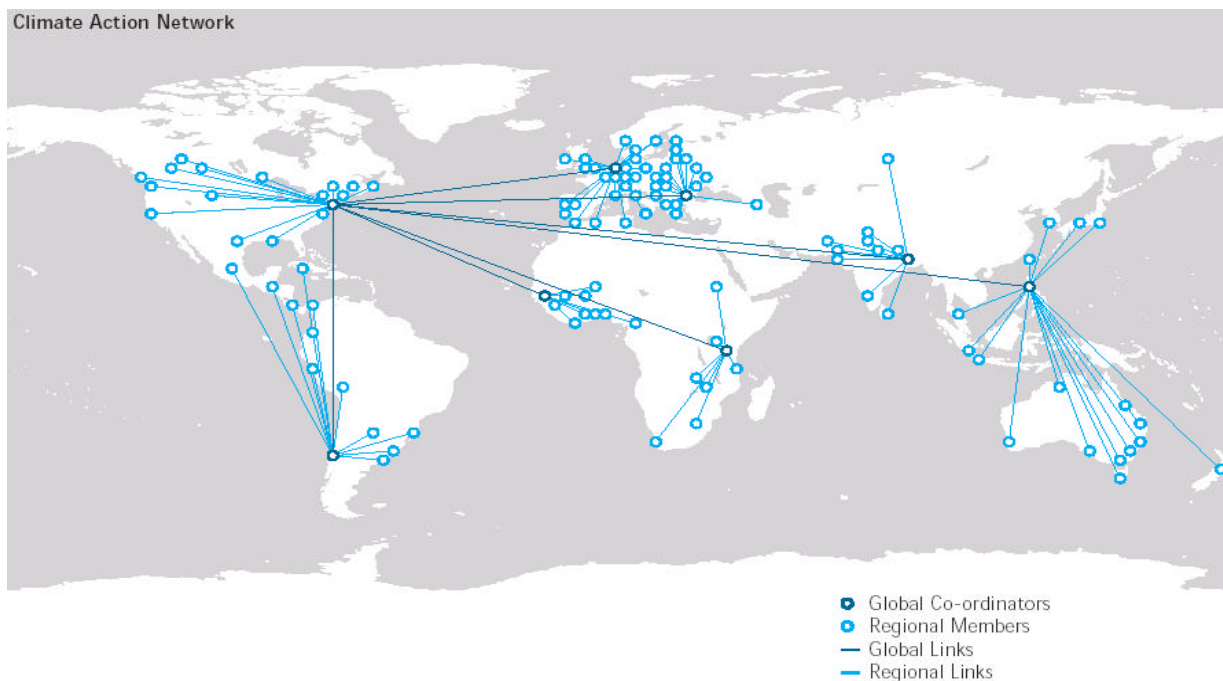 Climate Action Network
Global Co-ordinators
Regional Members
Global Links
Regional Links